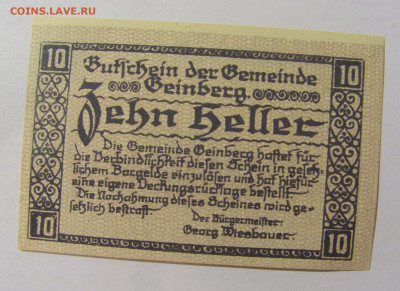 COINS.LAVE.RU
10 10
Gutschein der Gemeinde
Geinberg.
Zehn Heller
Die Gemeinde Geinberg haftet für
die Verbindlichkeit diesen Schein in gesetz-
lichem Bargelde einzulösen und hat hiefür
eine eigene Deckungsrücklage bestellt.
Die Nachahmung dieses Scheines wird ge-
setzlich bestraft.
Der Bürgermeister
Georg Wiesbauer.
10 10